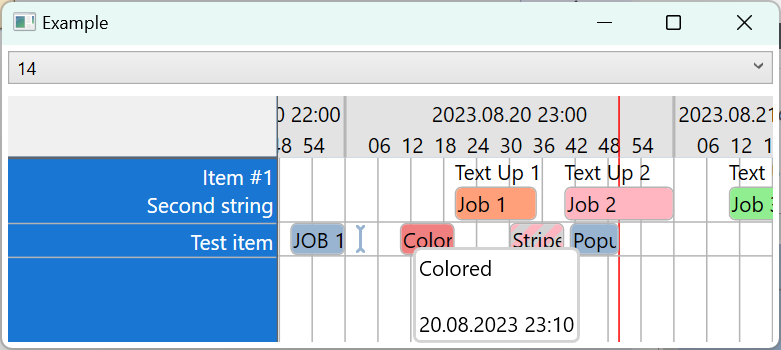 Example
14
0 22:00 2023.08.20 23:00 2023.08.21
48 54 06 12 18 24 30 36 42 48 54 06 12 1
Item #1 Text Up 1 Text Up 2 Text
Second string Job 1 Job 2 Job 3
Test item JOB 1 Color Stripe Popu
Colored
20.08.2023 23:10